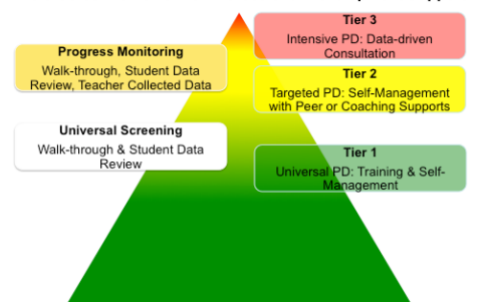 Tier 3
Intensive PD: Data-driven
Consultation
Progress Monitoring
Walk-through, Student Data
Review, Teacher Collected Data
Tier 2
Targeted PD: Self-Management
with Peer or Coaching Supports
Universal Screening
Walk-through & Student Data
Review
Tier 1
Universal PD: Training & Self-
Management